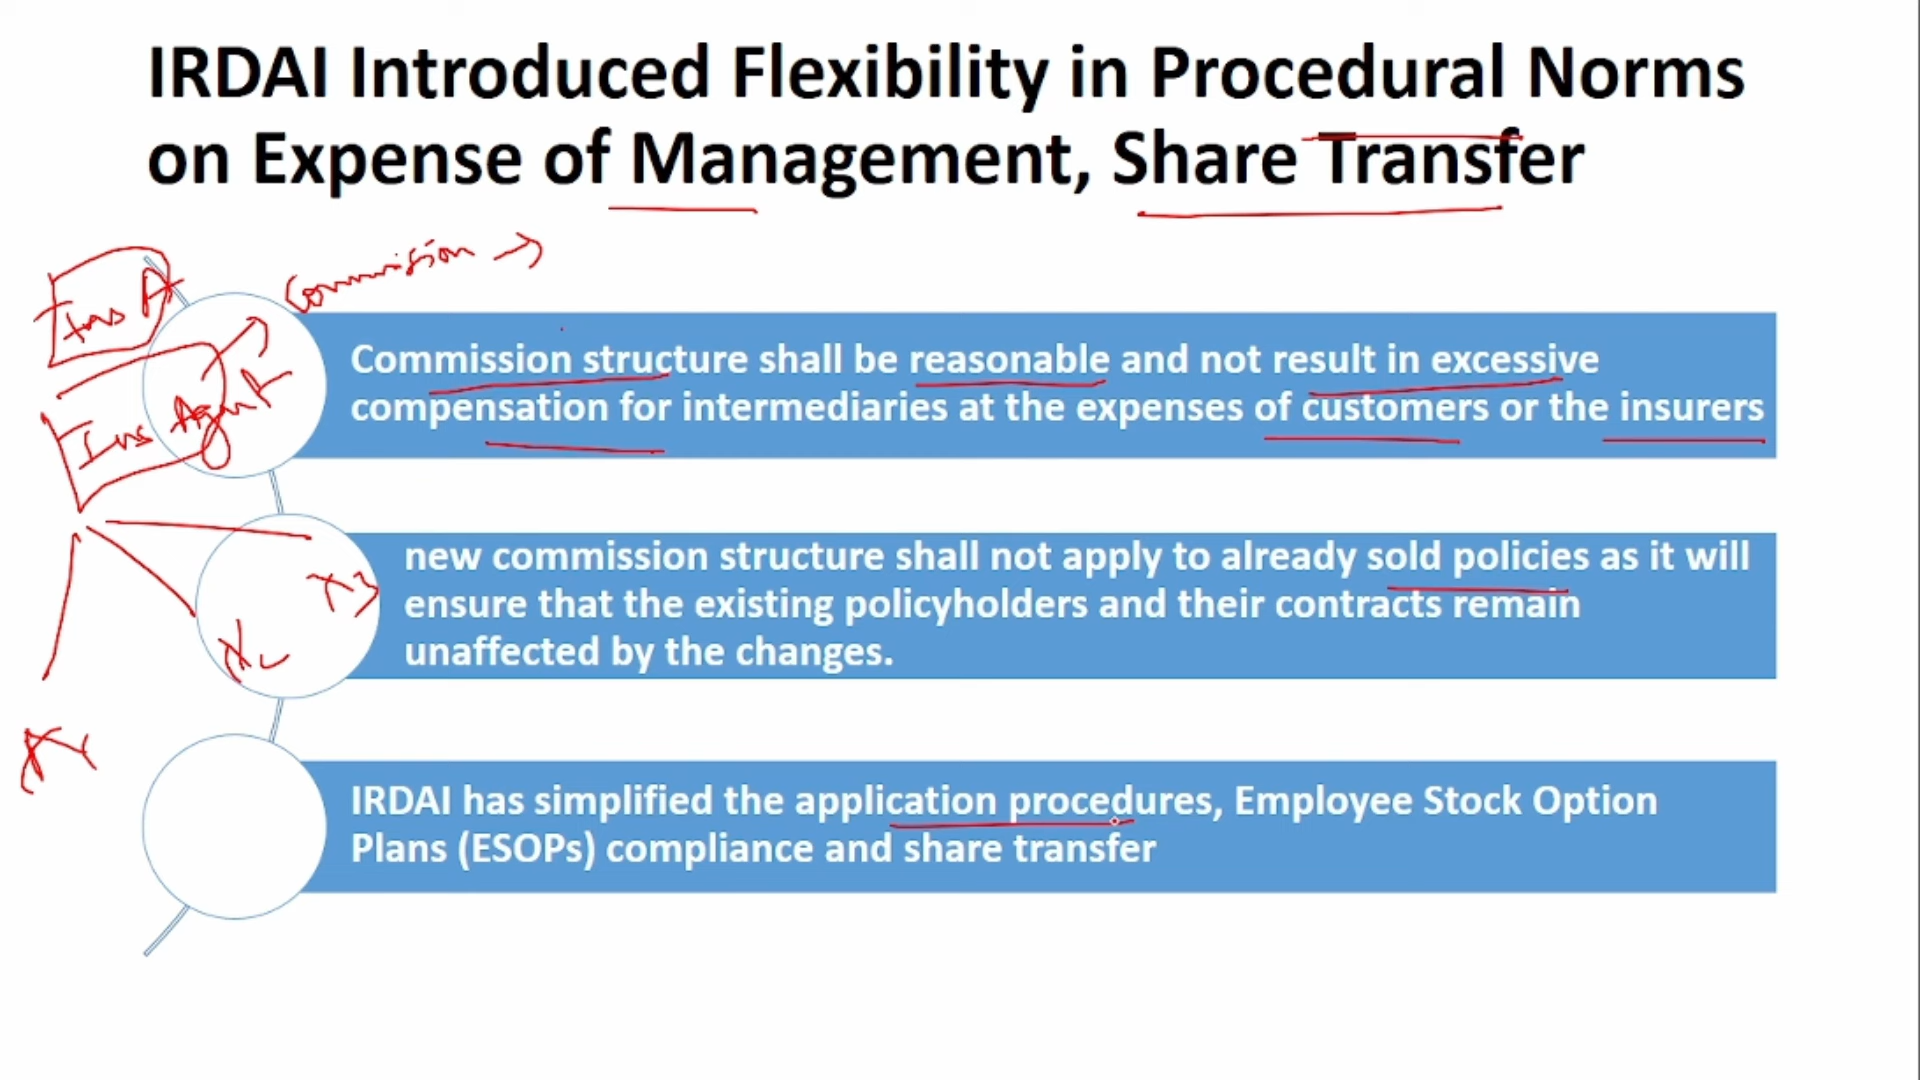 IRDAI Introduced Flexibility in Procedural Norms
on Expense of Management, Share Transfer
Commission →
Ins A
Ins Agent
Commission structure shall be reasonable and not result in excessive
compensation for intermediaries at the expenses of customers or the insurers
new commission structure shall not apply to already sold policies as it will
ensure that the existing policyholders and their contracts remain
unaffected by the changes.
X3
X2
IRDAI has simplified the application procedures, Employee Stock Option
Plans (ESOPs) compliance and share transfer